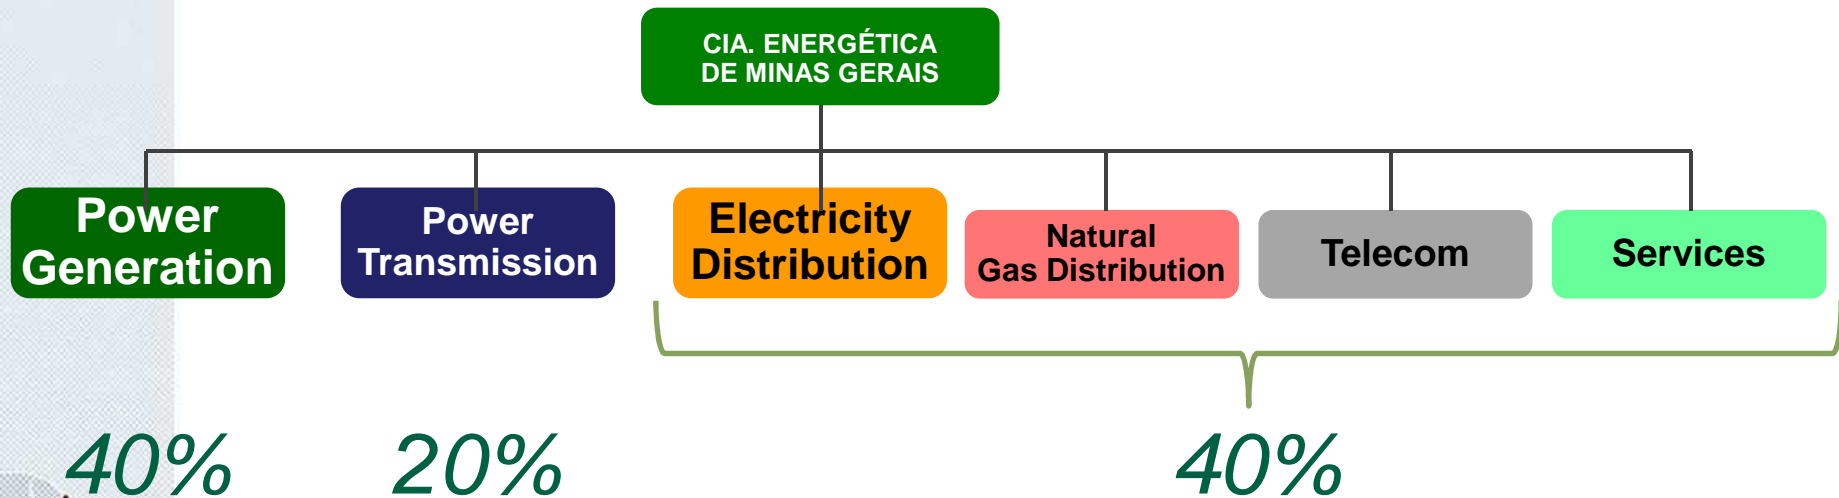 CIA. ENERGÉTICA
DE MINAS GERAIS
Power
Generation
Power
Transmission
Electricity
Distribution
Natural
Gas Distribution
Telecom
Services
40%
20%
40%